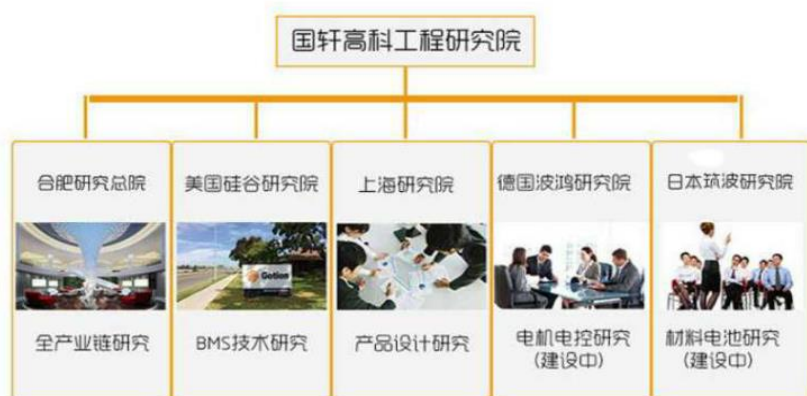 国轩高科工程研究院
合肥研究总院
美国硅谷研究院
上海研究院
德国波鸿研究院
日本筑波研究院
Gotion
全产业链研究
BMS技术研究
产品设计研究
电机电控研究
(建设中)
材料电池研究
(建设中)